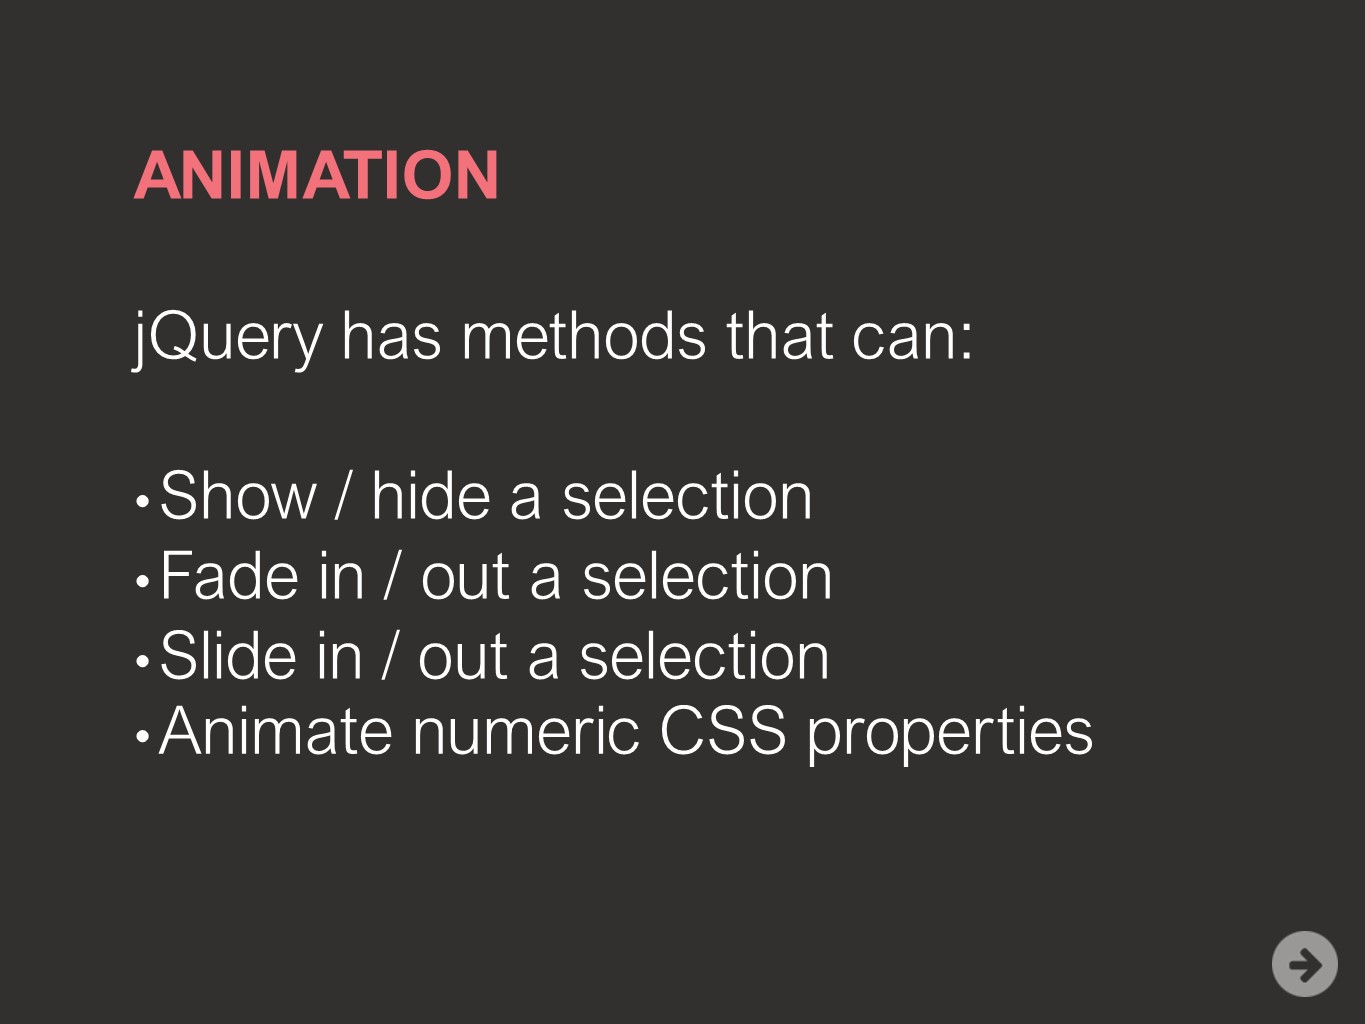 ANIMATION
jQuery has methods that can:
• Show / hide a selection
• Fade in / out a selection
• Slide in / out a selection
• Animate numeric CSS properties